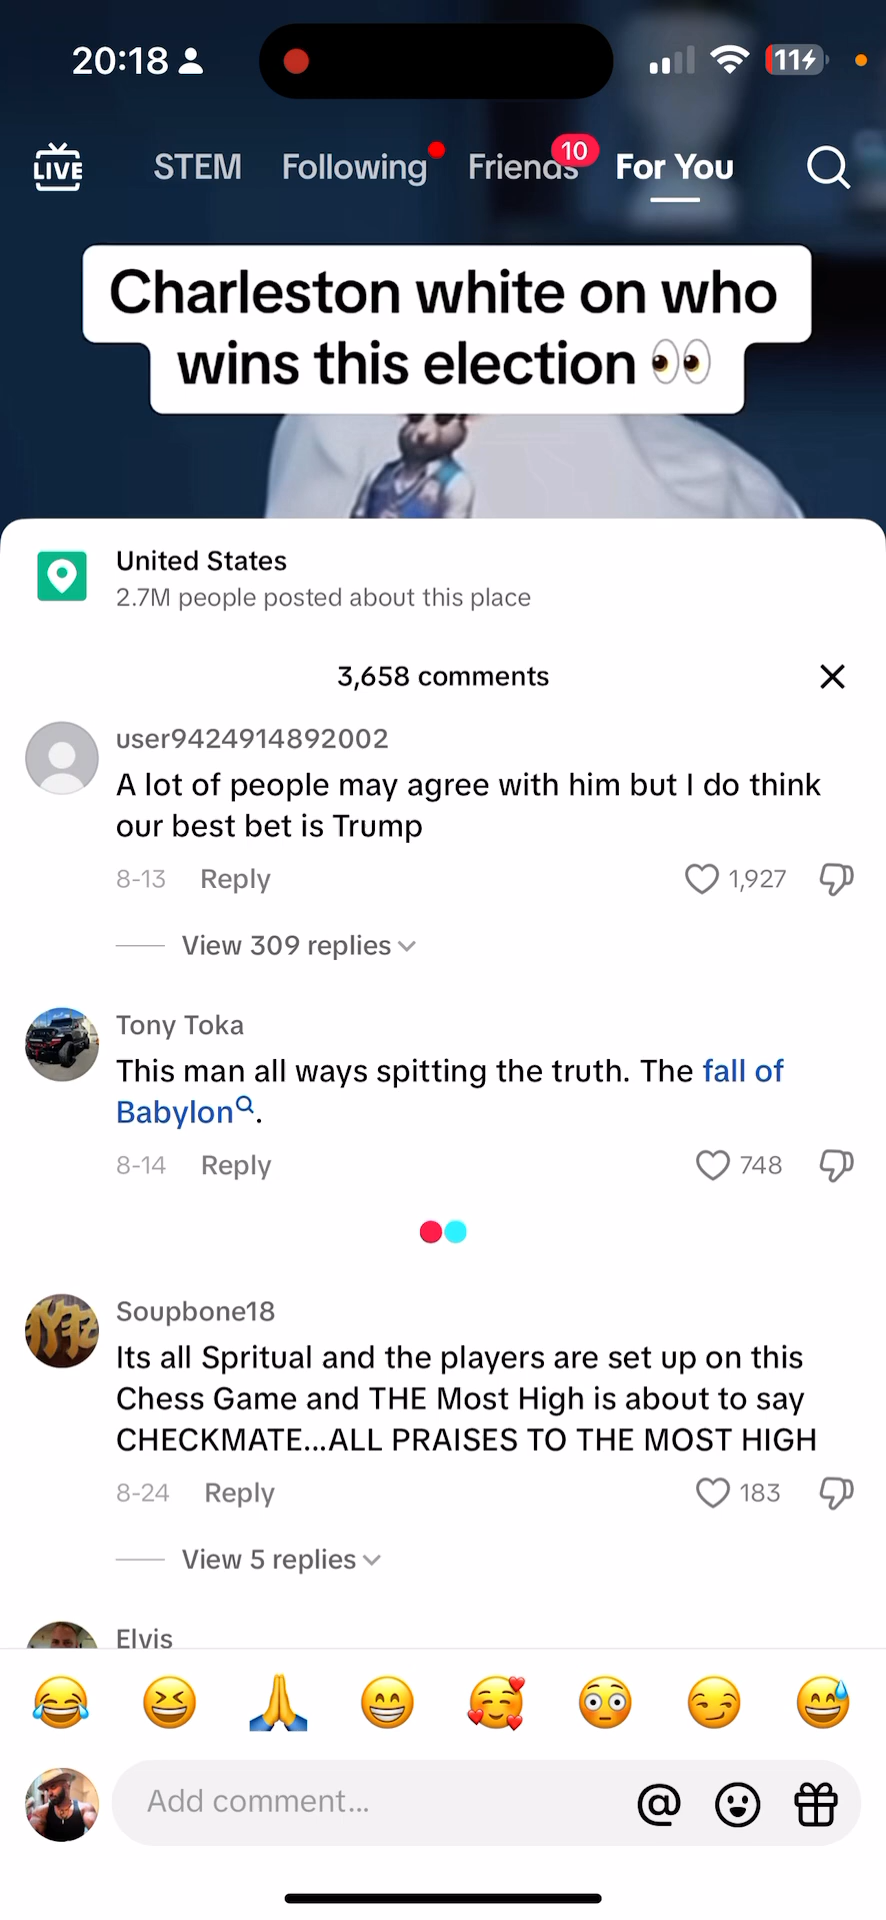 20:18
11
LIVE
STEM
Following
Friends
10
For You
Charleston white on who
wins this election 👀
United States
2.7M people posted about this place
3,658 comments
user9424914892002
A lot of people may agree with him but I do think
our best bet is Trump
8-13
Reply
1,927
View 309 replies
Tony Toka
This man all ways spitting the truth. The fall of
Babylon.
8-14
Reply
748
Soupbone18
Its all Spritual and the players are set up on this
Chess Game and THE Most High is about to say
CHECKMATE...ALL PRAISES TO THE MOST HIGH
8-24
Reply
183
View 5 replies
Elvis
😂 😆 🙏 😁 🥰 😳 😏 😅
Add comment...
@